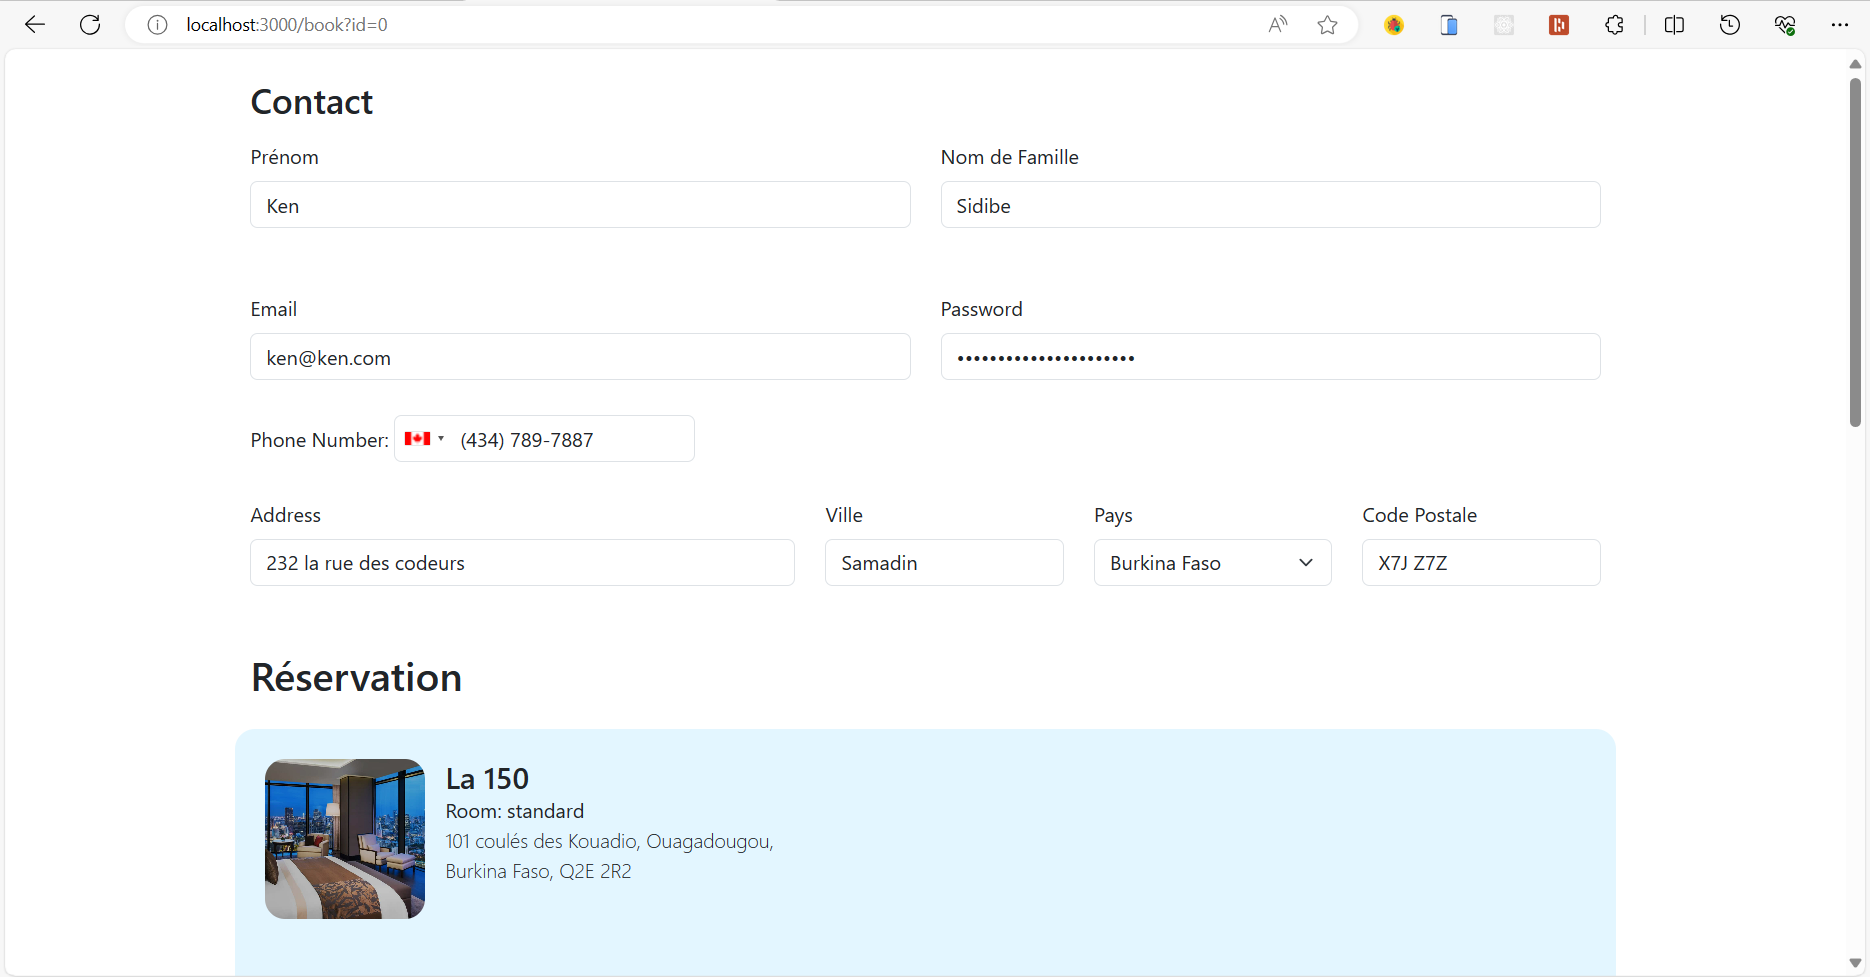 localhost:3000/book?id=0
Contact
Prénom
Nom de Famille
Ken
Sidibe
Email
Password
ken@ken.com
••••••••••••••••••••••
Phone Number:
(434) 789-7887
Address
Ville
Pays
Code Postale
232 la rue des codeurs
Samadin
Burkina Faso
X7J Z7Z
Réservation
La 150
Room: standard
101 coulés des Kouadio, Ouagadougou,
Burkina Faso, Q2E 2R2